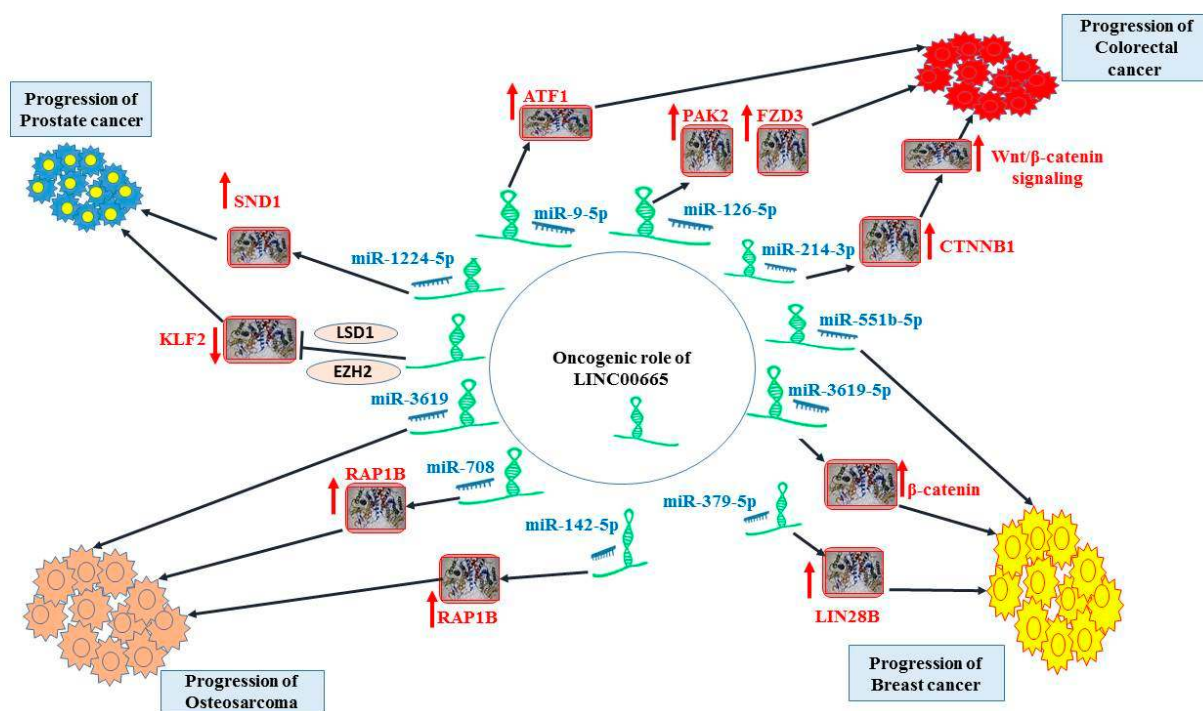 Progression of
Colorectal
cancer
Progression of
Prostate cancer
ATF1
PAK2
FZD3
Wnt/β-catenin
signaling
SND1
miR-9-5p
miR-126-5p
CTNNB1
miR-1224-5p
miR-214-3p
KLF2
LSD1
EZH2
miR-551b-5p
Oncogenic role of
LINC00665
miR-3619
miR-3619-5p
RAP1B
miR-708
β-catenin
miR-379-5p
miR-142-5p
RAP1B
LIN28B
Progression of
Osteosarcoma
Progression of
Breast cancer